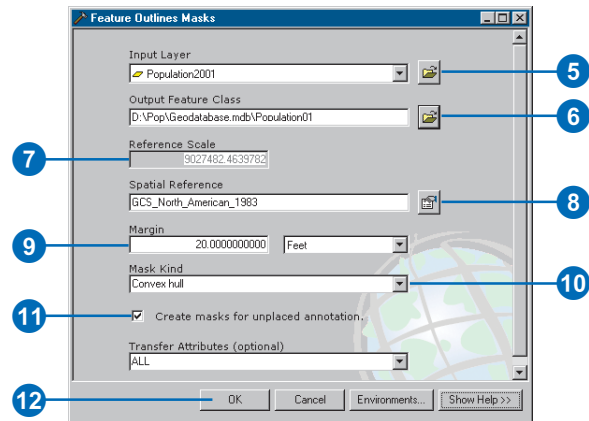 Feature Outlines Masks
Input Layer
Population2001
5
Output Feature Class
D:\Pop\Geodatabase.mdb\Population01
6
Reference Scale
7
9027482.4639782
Spatial Reference
GCS_North_American_1983
8
Margin
9
20.0000000000 Feet
Mask Kind
Convex hull
10
11
Create masks for unplaced annotation.
Transfer Attributes (optional)
ALL
12
OK Cancel Environments... Show Help >>